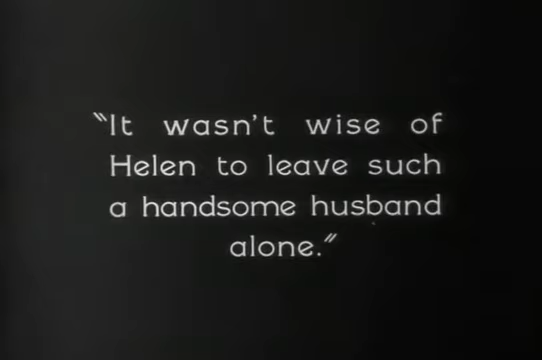 "It wasn't wise of
Helen to leave such
a handsome husband
alone."